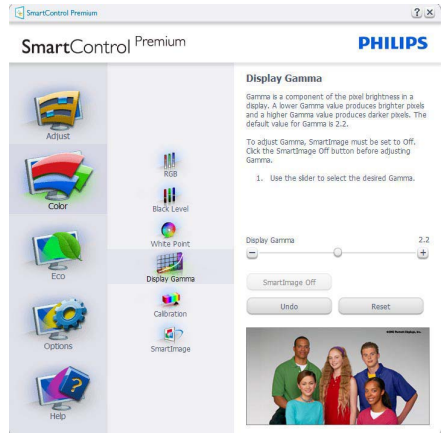 SmartControl Premium
? ×
SmartControl Premium
PHILIPS
Adjust
Color
Eco
Options
Help
RGB
Black Level
White Point
Display Gamma
Calibration
SmartImage
Display Gamma
Gamma is a component of the pixel brightness in a
display. A lower Gamma value produces brighter pixels
and a higher Gamma value produces darker pixels. The
default value for Gamma is 2.2.
To adjust Gamma, SmartImage must be set to Off.
Click the SmartImage Off button before adjusting
Gamma.
1. Use the slider to select the desired Gamma.
Display Gamma 2.2
SmartImage Off
Undo Reset